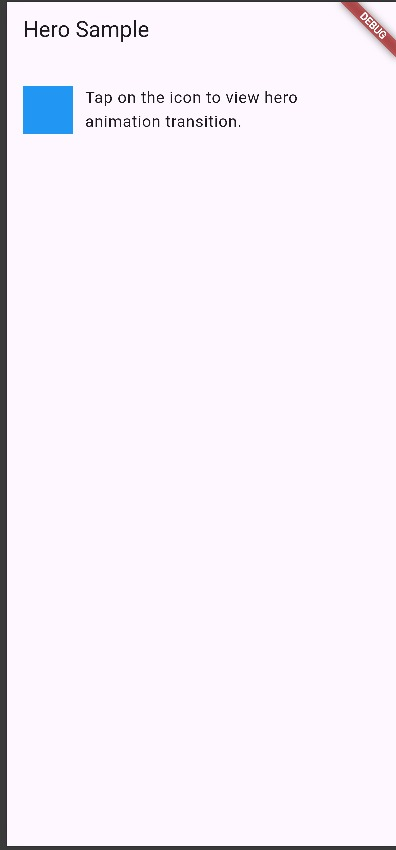 Hero Sample
DEBUG
Tap on the icon to view hero
animation transition.